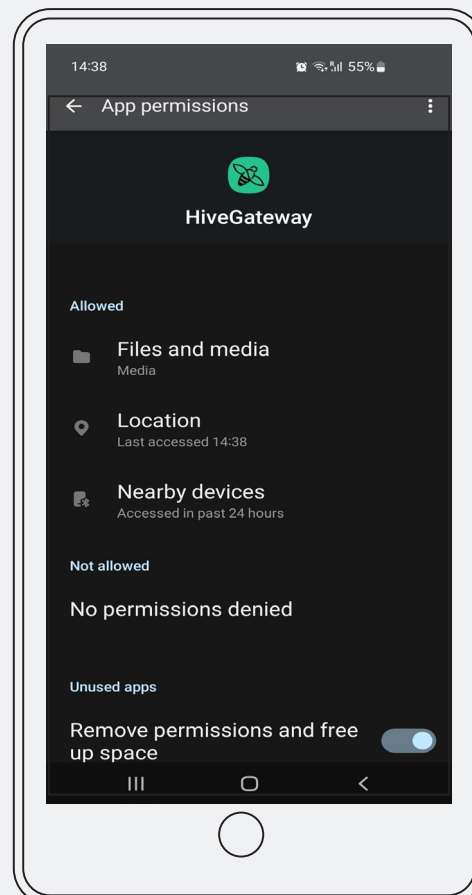 14:38 55%
App permissions
HiveGateway
Allowed
Files and media
Media
Location
Last accessed 14:38
Nearby devices
Accessed in past 24 hours
Not allowed
No permissions denied
Unused apps
Remove permissions and free
up space